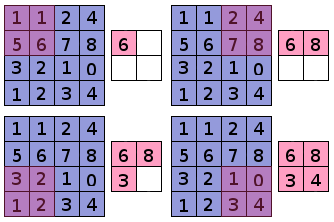 1 1 2 4 1 1 2 4
5 6 7 8 6 5 6 7 8 6 8
3 2 1 0 3 2 1 0
1 2 3 4 1 2 3 4
1 1 2 4 1 1 2 4
5 6 7 8 6 8 5 6 7 8 6 8
3 2 1 0 3 3 2 1 0 3 4
1 2 3 4 1 2 3 4